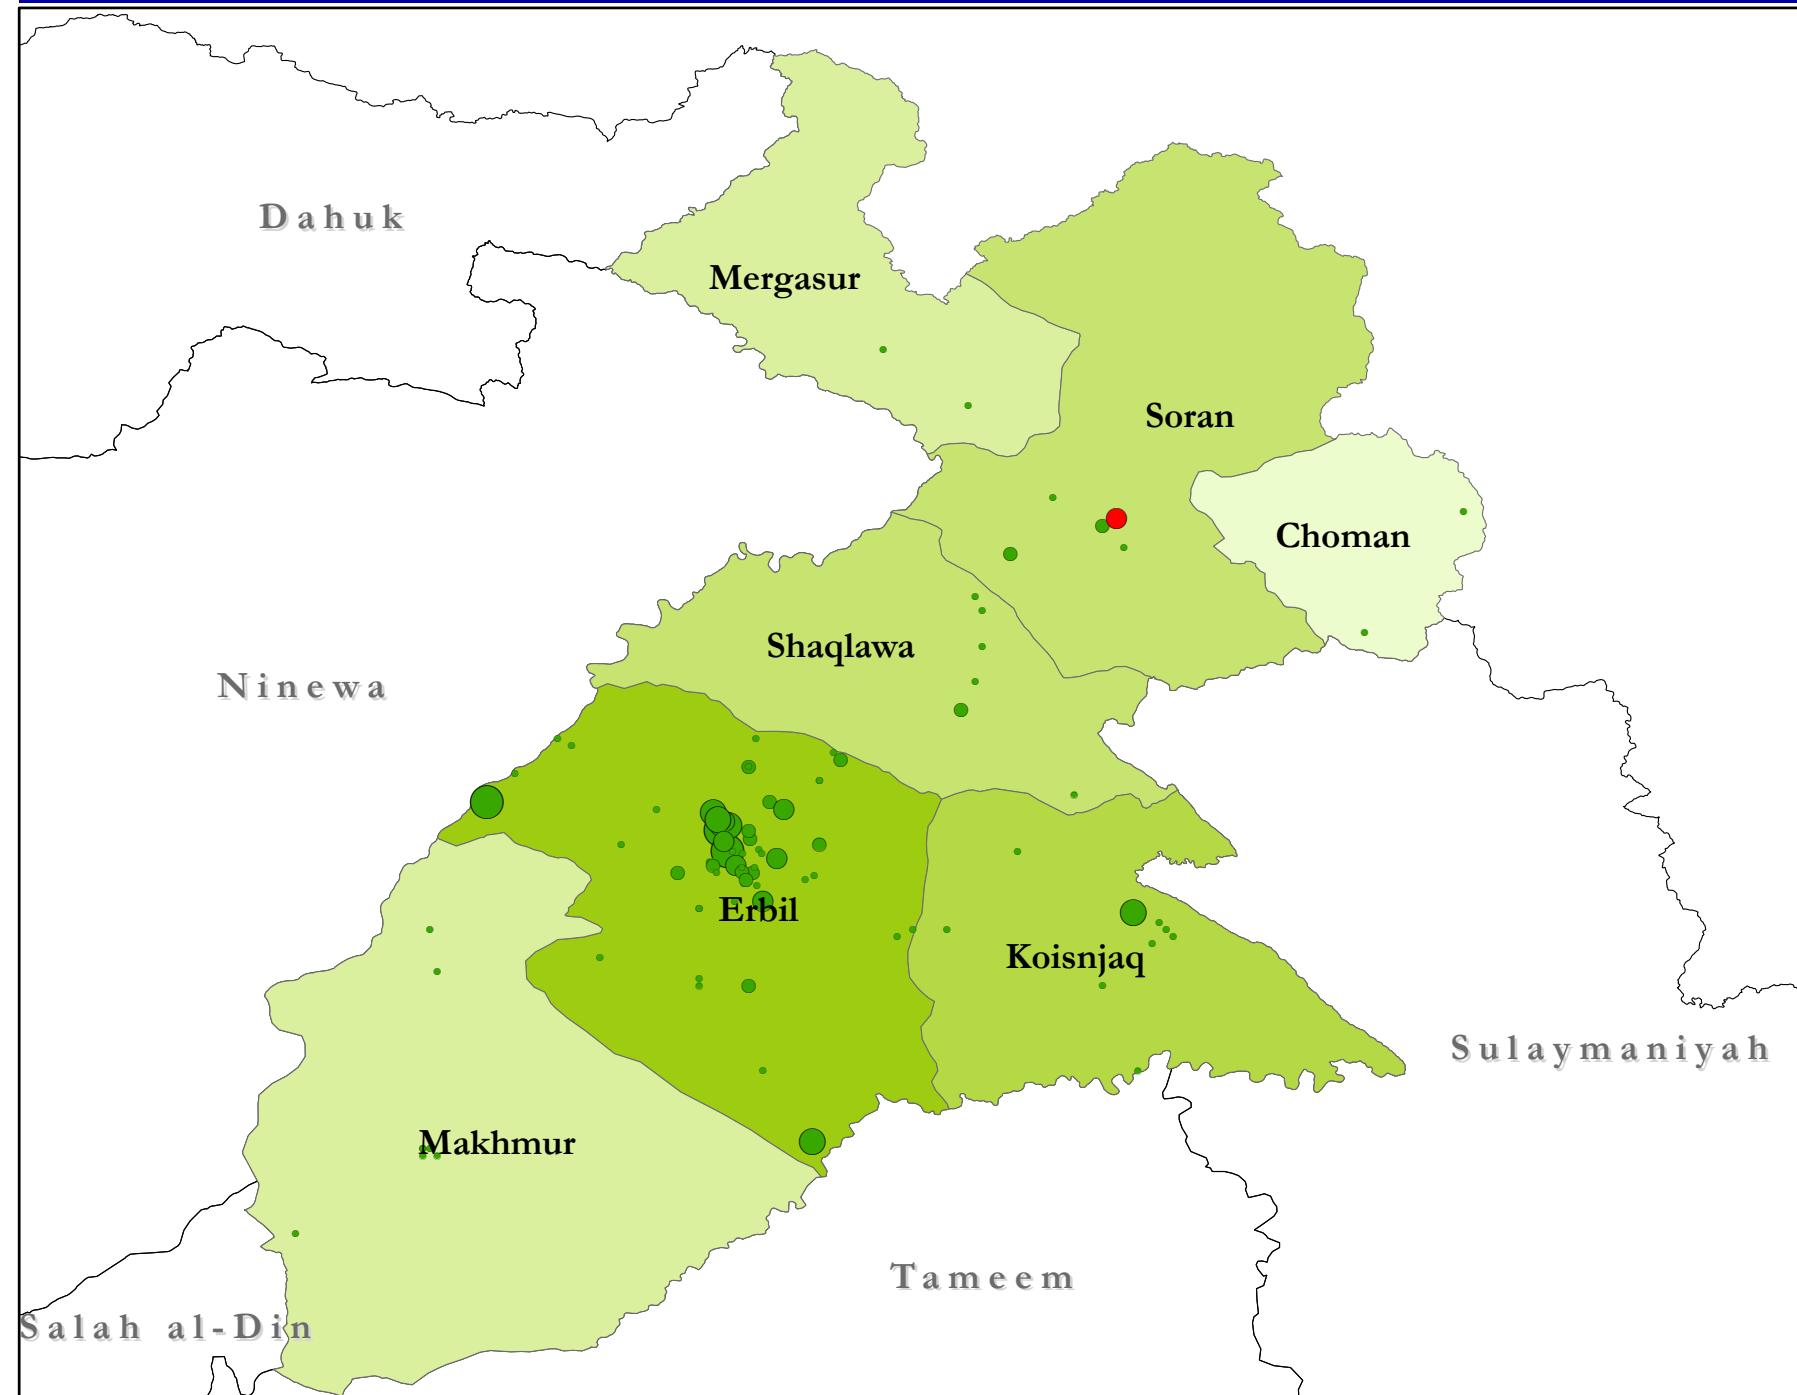 Dahuk
Mergasur
Soran
Choman
Shaqlawa
Ninewa
Erbil
Koisnjaq
Sulaymaniyah
Makhmur
Tameem
Salah al-Din